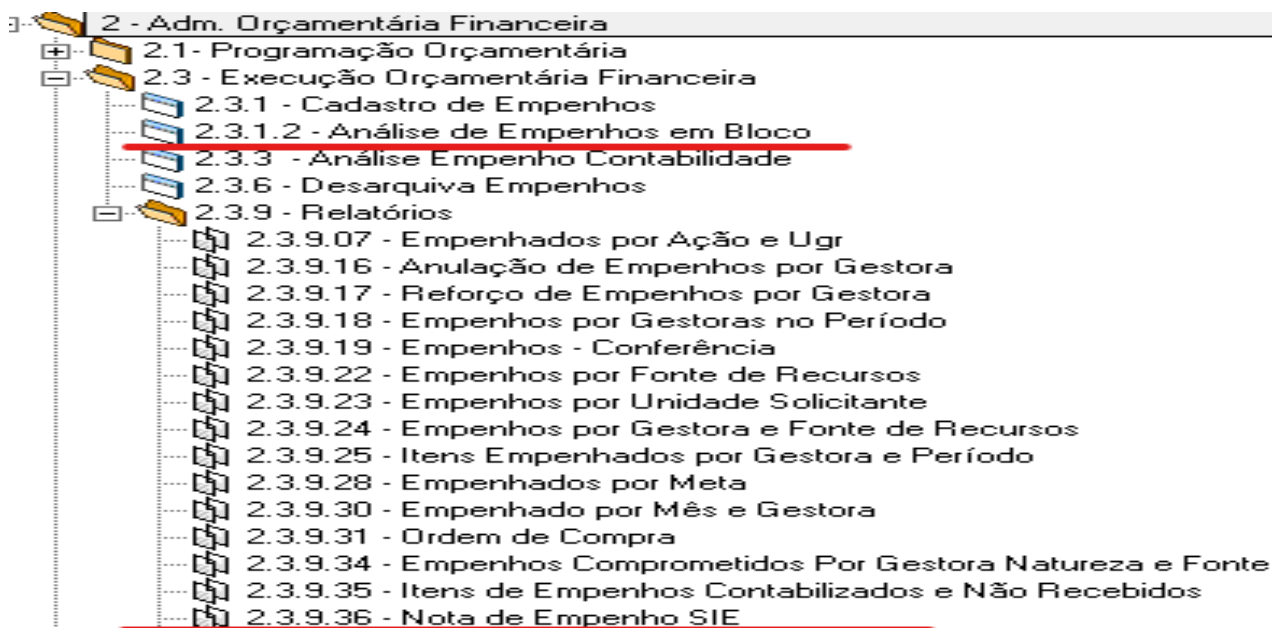 2 - Adm. Orçamentária Financeira
2.1- Programação Orçamentária
2.3 - Execução Orçamentária Financeira
2.3.1 - Cadastro de Empenhos
2.3.1.2 - Análise de Empenhos em Bloco
2.3.3 - Análise Empenho Contabilidade
2.3.6 - Desarquiva Empenhos
2.3.9 - Relatórios
2.3.9.07 - Empenhados por Ação e Ugr
2.3.9.16 - Anulação de Empenhos por Gestora
2.3.9.17 - Reforço de Empenhos por Gestora
2.3.9.18 - Empenhos por Gestoras no Período
2.3.9.19 - Empenhos - Conferência
2.3.9.22 - Empenhos por Fonte de Recursos
2.3.9.23 - Empenhos por Unidade Solicitante
2.3.9.24 - Empenhos por Gestora e Fonte de Recursos
2.3.9.25 - Itens Empenhados por Gestora e Período
2.3.9.28 - Empenhados por Meta
2.3.9.30 - Empenhado por Mês e Gestora
2.3.9.31 - Ordem de Compra
2.3.9.34 - Empenhos Comprometidos Por Gestora Natureza e Fonte
2.3.9.35 - Itens de Empenhos Contabilizados e Não Recebidos
2.3.9.36 - Nota de Empenho SIE